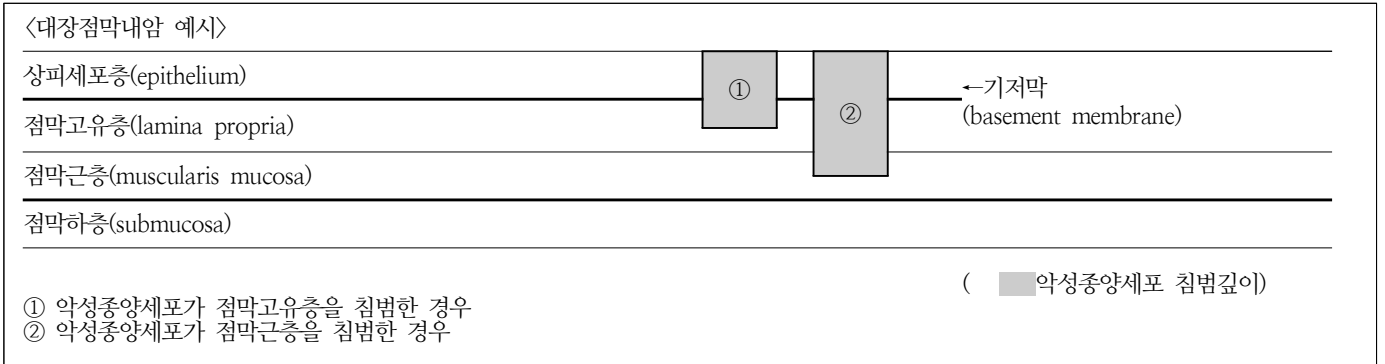 〈대장점막내암 예시〉
상피세포층(epithelium)
①
②
←기저막
(basement membrane)
점막고유층(lamina propria)
점막근층(muscularis mucosa)
점막하층(submucosa)
( 악성종양세포 침범깊이)
① 악성종양세포가 점막고유층을 침범한 경우
② 악성종양세포가 점막근층을 침범한 경우